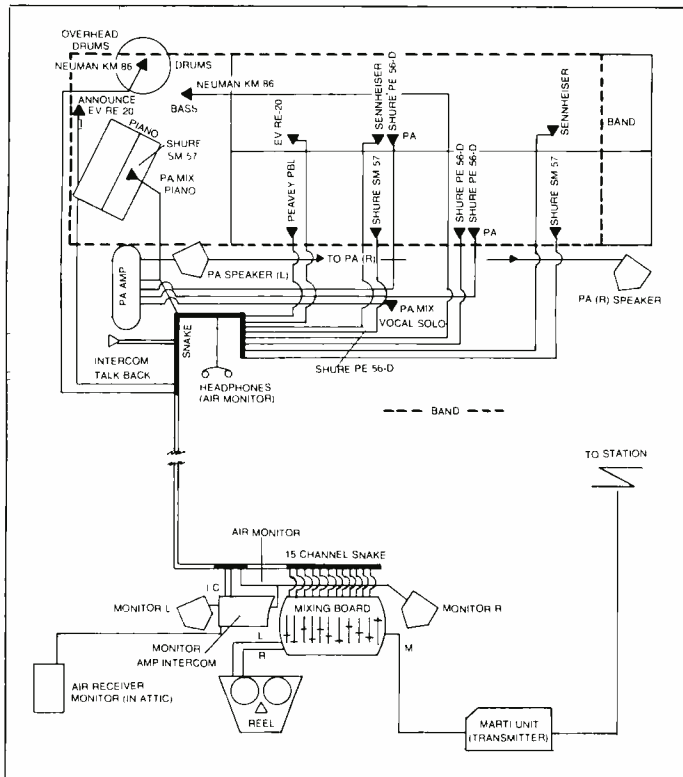 OVERHEAD
DRUMS
NEUMAN KM 86
DRUMS
NEUMAN KM 86
ANNOUNCE
EV RE 20
BASS
PIANO
SHURE
SM 57
PA MIX
PIANO
EV RE-20
SENNHEISER
SHURE PE 56-D
PA
SENNHEISER
BAND
PEAVEY PBL
SHURE SM 57
SHURE PE 56-D
SHURE PE 56-D
PA
SHURE SM 57
PA AMP
PA SPEAKER (L)
TO PA (R)
PA (R) SPEAKER
PA MIX
VOCAL SOLO
SNAKE
INTERCOM
TALK BACK
HEADPHONES
(AIR MONITOR)
SHURE PE 56-D
BAND
TO STATION
AIR MONITOR
15 CHANNEL SNAKE
I C
MONITOR L
MIXING BOARD
MONITOR R
MONITOR
AMP INTERCOM
L
R
M
AIR RECEIVER
MONITOR (IN ATTIC)
REEL
MARTI UNIT
(TRANSMITTER)